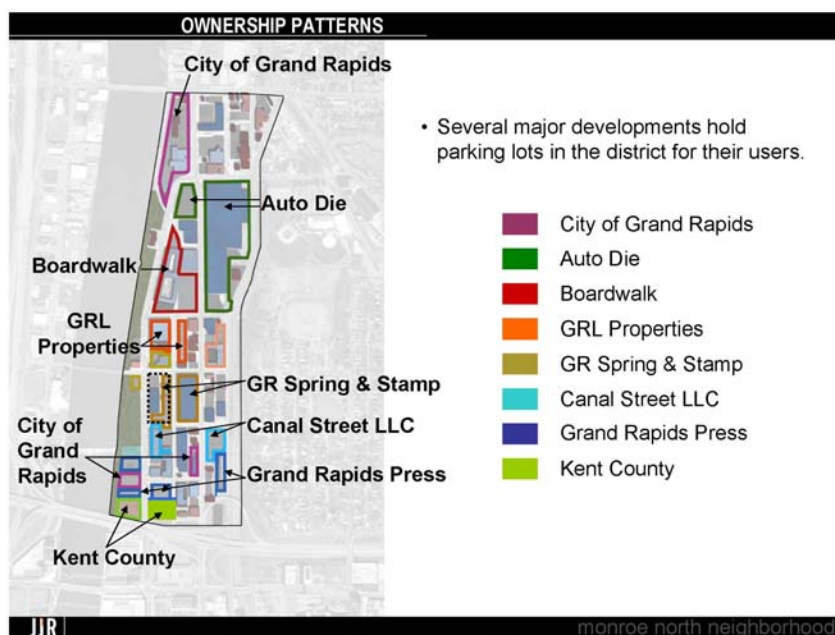 OWNERSHIP PATTERNS
City of Grand Rapids
• Several major developments hold
parking lots in the district for their users.
Auto Die
Boardwalk
GRL
Properties
GR Spring & Stamp
Canal Street LLC
City of
Grand
Rapids
Grand Rapids Press
Kent County
City of Grand Rapids
Auto Die
Boardwalk
GRL Properties
GR Spring & Stamp
Canal Street LLC
Grand Rapids Press
Kent County
JJR
monroe north neighborhood